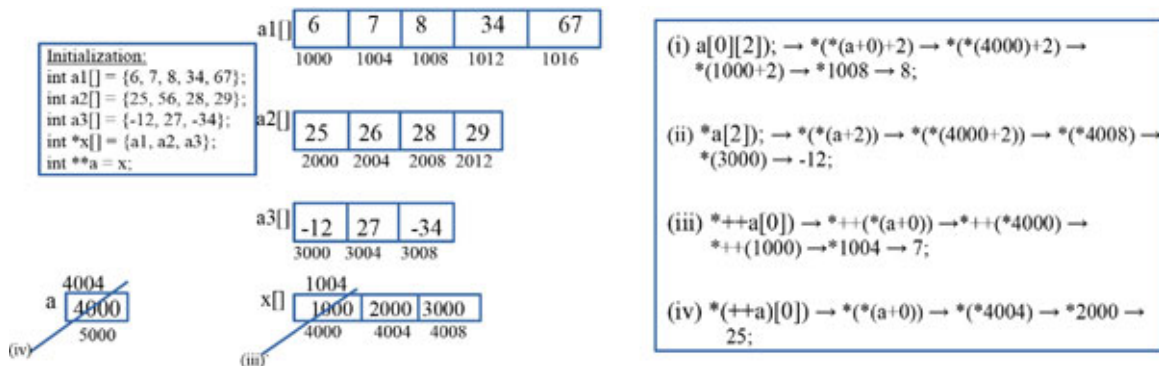 Initialization:
int a1[] = {6, 7, 8, 34, 67};
int a2[] = {25, 56, 28, 29};
int a3[] = {-12, 27, -34};
int *x[] = {a1, a2, a3};
int **a = x;
a1[] 6 7 8 34 67
1000 1004 1008 1012 1016
a2[] 25 26 28 29
2000 2004 2008 2012
a3[] -12 27 -34
3000 3004 3008
4004
a 4000
5000
(iv)
1004
x[] 1000 2000 3000
4000 4004 4008
(iii)
(i) a[0][2]); → *(*(a+0)+2) → *(*(4000)+2) →
*(1000+2) → *1008 → 8;
(ii) *a[2]); → *(*(a+2)) → *(*(4000+2)) → *(*4008) →
*(3000) → -12;
(iii) *++a[0]) → *++(*(a+0)) →*++(*4000) →
*++(1000) →*1004 → 7;
(iv) *(++a)[0]) → *(*(a+0)) → *(*4004) → *2000 →
25;